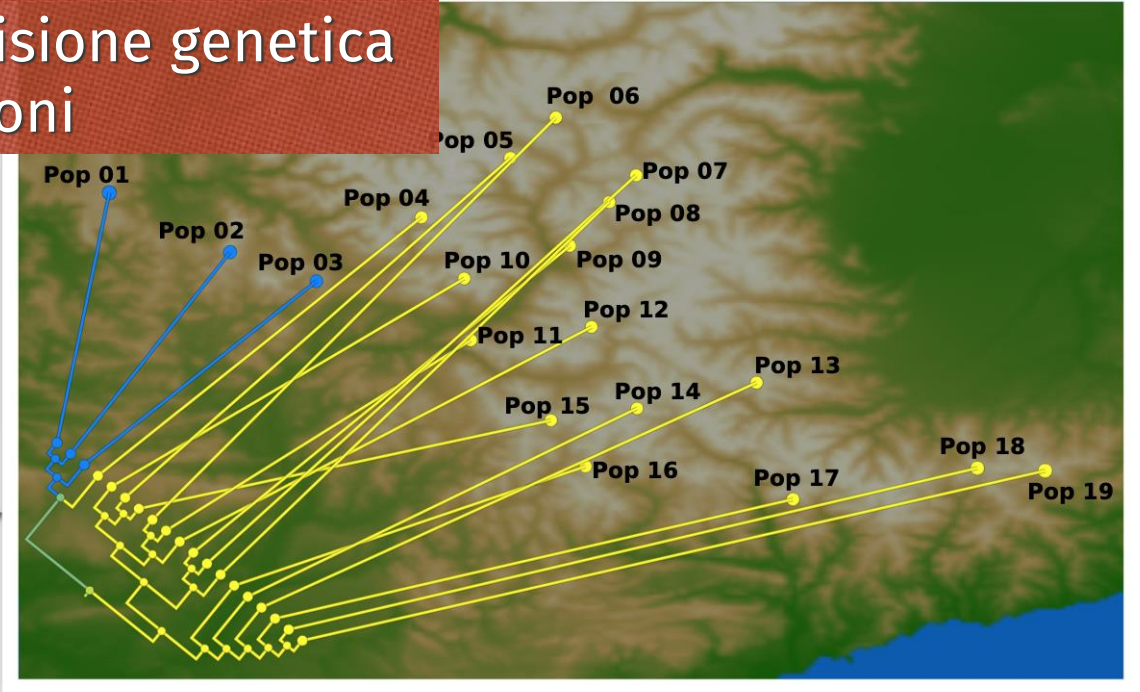 isione genetica
oni
Pop 06
Pop 05
Pop 01
Pop 07
Pop 04
Pop 08
Pop 02
Pop 03
Pop 10
Pop 09
Pop 12
Pop 11
Pop 13
Pop 14
Pop 15
Pop 18
Pop 16
Pop 17
Pop 19